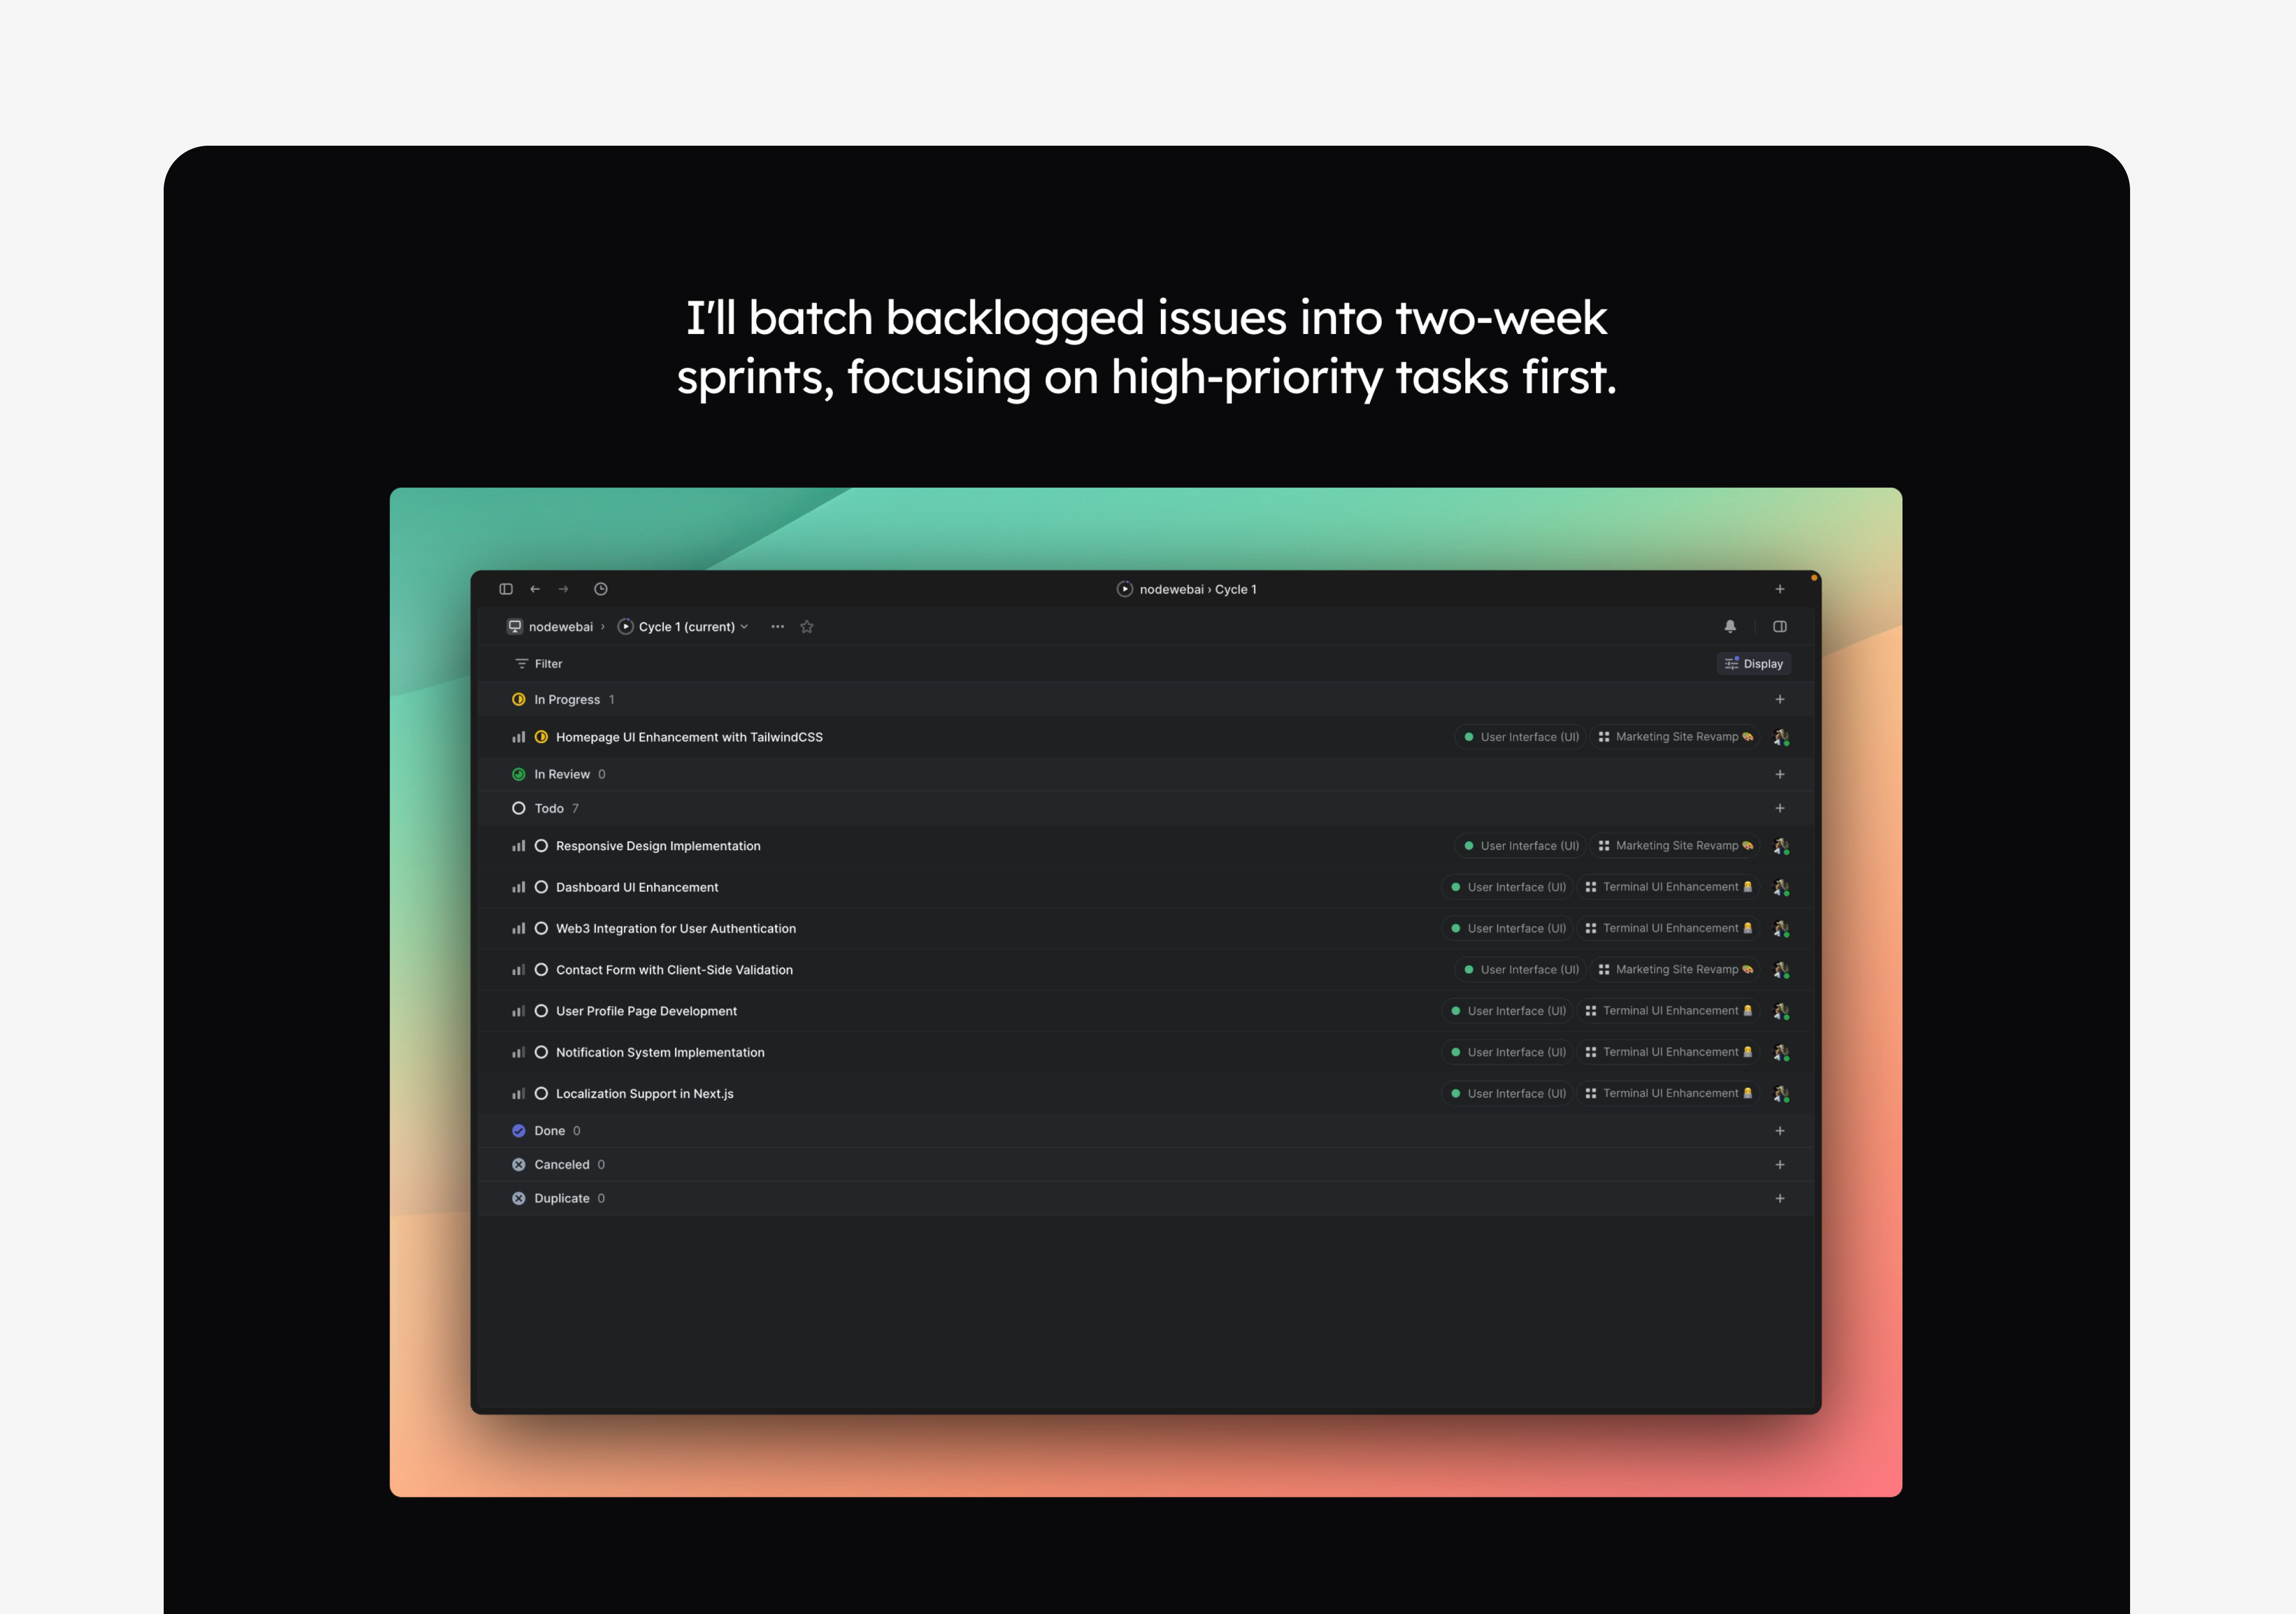 I'll batch backlogged issues into two-week
sprints, focusing on high-priority tasks first.
nodewebai › Cycle 1
nodewebai › Cycle 1 (current)
Filter
Display
In Progress 1
Homepage UI Enhancement with TailwindCSS User Interface (UI) Marketing Site Revamp 🎨
In Review 0
Todo 7
Responsive Design Implementation User Interface (UI) Marketing Site Revamp 🎨
Dashboard UI Enhancement User Interface (UI) Terminal UI Enhancement
Web3 Integration for User Authentication User Interface (UI) Terminal UI Enhancement
Contact Form with Client-Side Validation User Interface (UI) Marketing Site Revamp 🎨
User Profile Page Development User Interface (UI) Terminal UI Enhancement
Notification System Implementation User Interface (UI) Terminal UI Enhancement
Localization Support in Next.js User Interface (UI) Terminal UI Enhancement
Done 0
Canceled 0
Duplicate 0